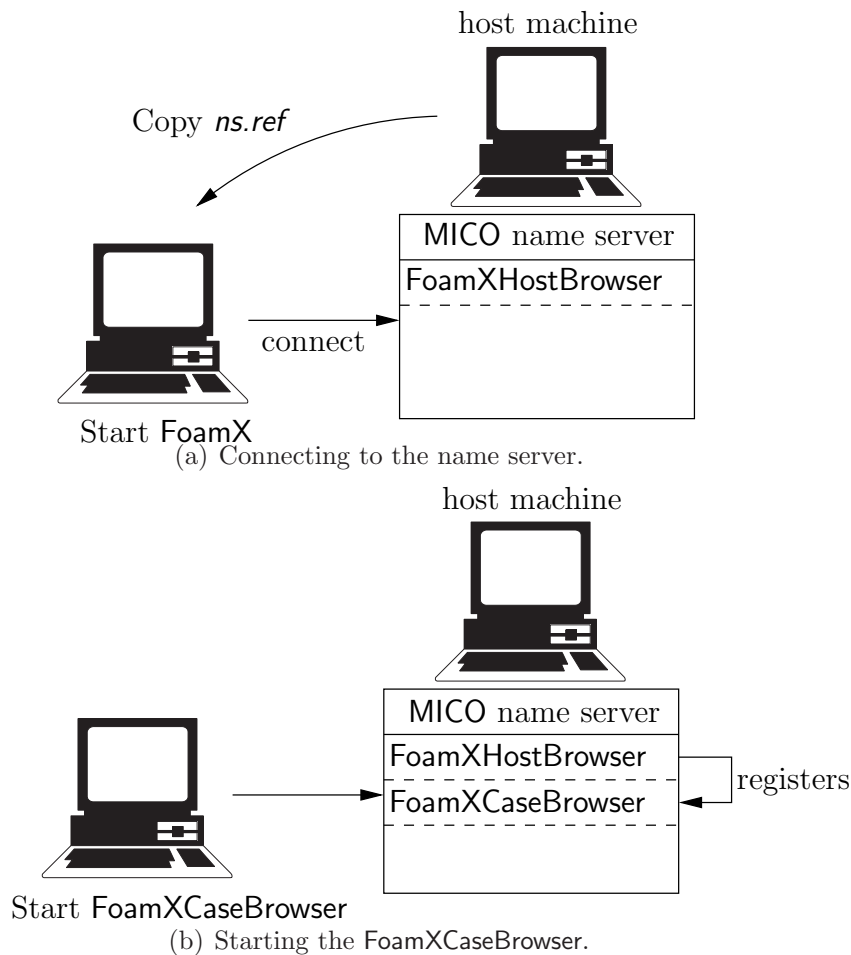 host machine
Copy ns.ref
MICO name server
FoamXHostBrowser
connect
Start FoamX
(a) Connecting to the name server.
host machine
MICO name server
FoamXHostBrowser
registers
FoamXCaseBrowser
Start FoamXCaseBrowser
(b) Starting the FoamXCaseBrowser.